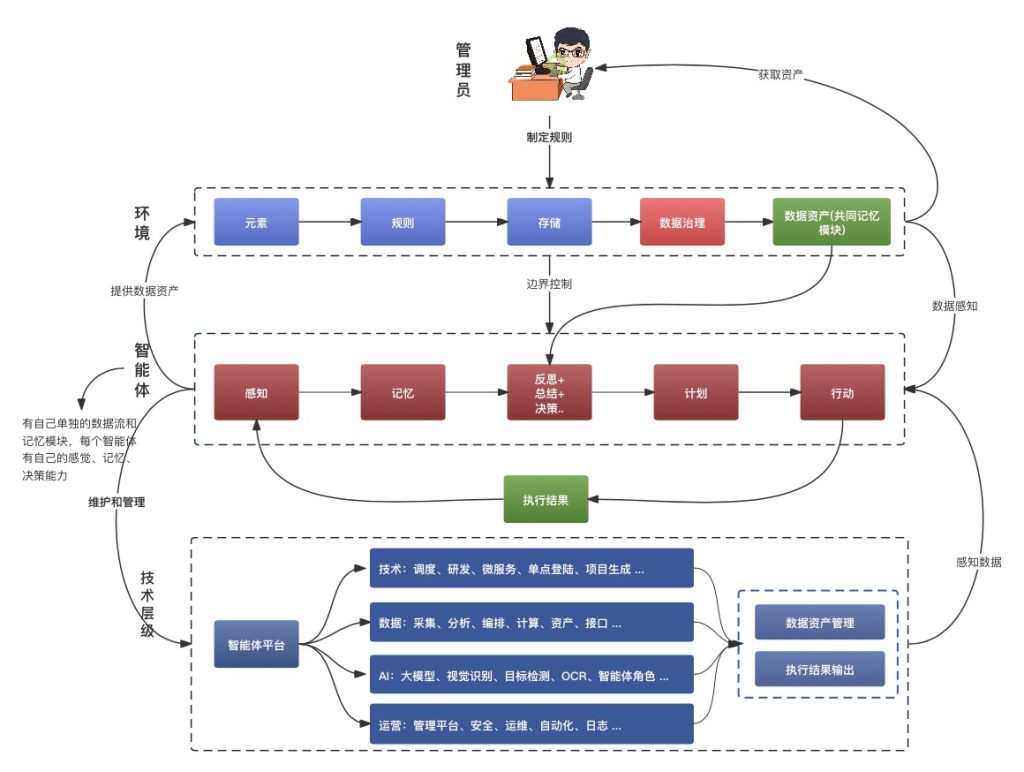 管理员
获取资产
制定规则
环境
元素
规则
存储
数据治理
数据资产(共同记忆
模块)
提供数据资产
边界控制
数据感知
智能体
感知
记忆
反思+
总结+
决策..
计划
行动
有自己单独的数据流和
记忆模块，每个智能体
有自己的感觉、记忆、
决策能力
维护和管理
执行结果
感知数据
技术层级
智能体平台
技术：调度、研发、微服务、单点登陆、项目生成 ...
数据：采集、分析、编排、计算、资产、接口 ...
AI：大模型、视觉识别、目标检测、OCR、智能体角色 ...
运营：管理平台、安全、运维、自动化、日志 ...
数据资产管理
执行结果输出